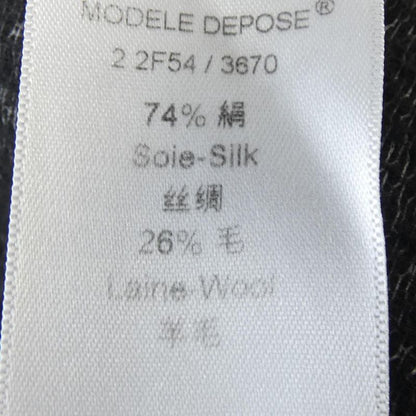 MODELE DEPOSE®
2 2F54 / 3670
74% 絹
Soie-Silk
丝绸
26% 毛
Laine-Wool
羊毛